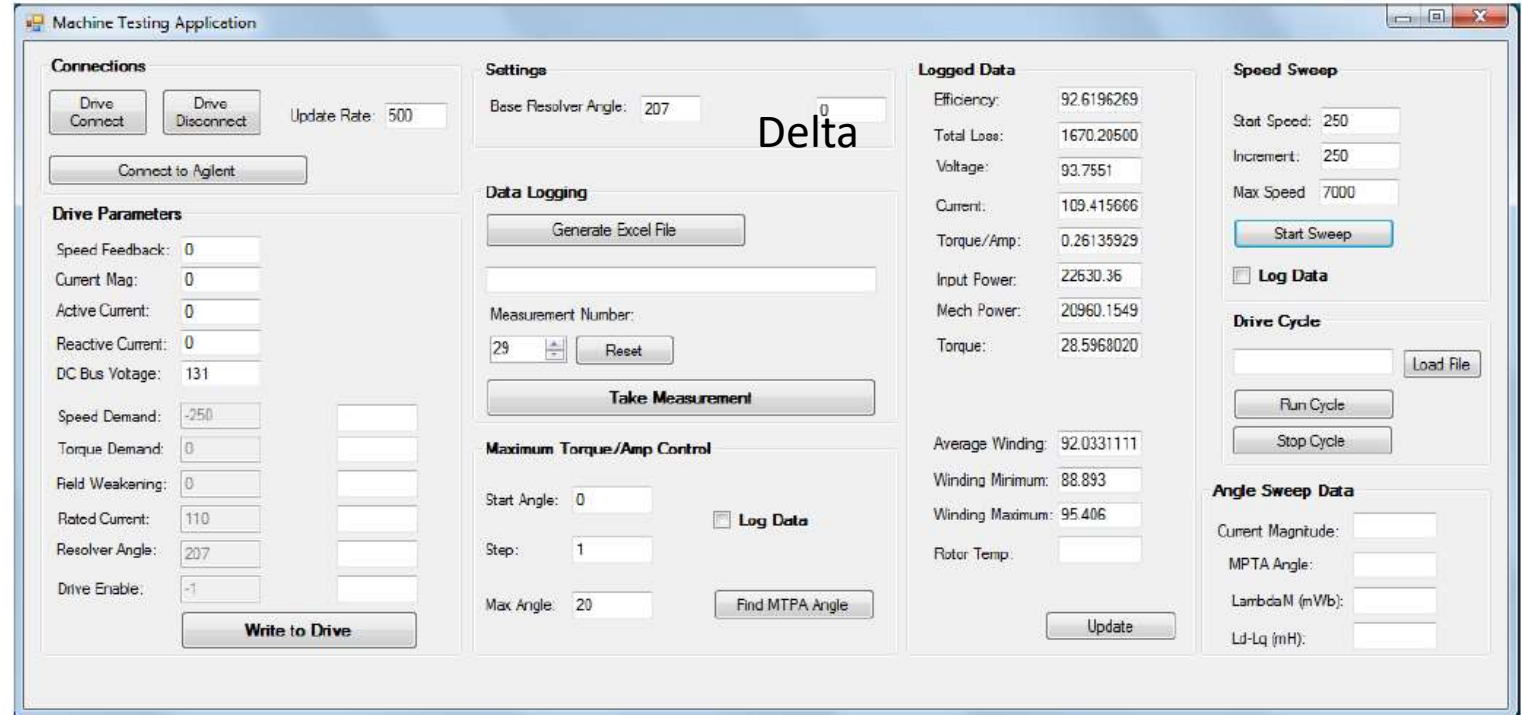 Machine Testing Application
Connections
Drive Connect
Drive Disconnect
Update Rate: 500
Connect to Agilent
Drive Parameters
Speed Feedback: 0
Current Mag: 0
Active Current: 0
Reactive Current: 0
DC Bus Voltage: 131
Speed Demand: -250
Torque Demand: 0
Field Weakening: 0
Rated Current: 110
Resolver Angle: 207
Drive Enable: -1
Write to Drive
Settings
Base Resolver Angle: 207
0
Delta
Data Logging
Generate Excel File
Measurement Number:
29 Reset
Take Measurement
Maximum Torque/Amp Control
Start Angle: 0
Log Data
Step: 1
Max Angle: 20
Find MTPA Angle
Logged Data
Efficiency: 92.6196269
Total Loss: 1670.20500
Voltage: 93.7551
Current: 109.415666
Torque/Amp: 0.26135929
Input Power: 22630.36
Mech Power: 20960.1549
Torque: 28.5968020
Average Winding: 92.0331111
Winding Minimum: 88.893
Winding Maximum: 95.406
Rotor Temp:
Update
Speed Sweep
Start Speed: 250
Increment: 250
Max Speed 7000
Start Sweep
Log Data
Drive Cycle
Load File
Run Cycle
Stop Cycle
Angle Sweep Data
Current Magnitude:
MPTA Angle:
LambdaM (mWb):
Ld-Lq (mH):